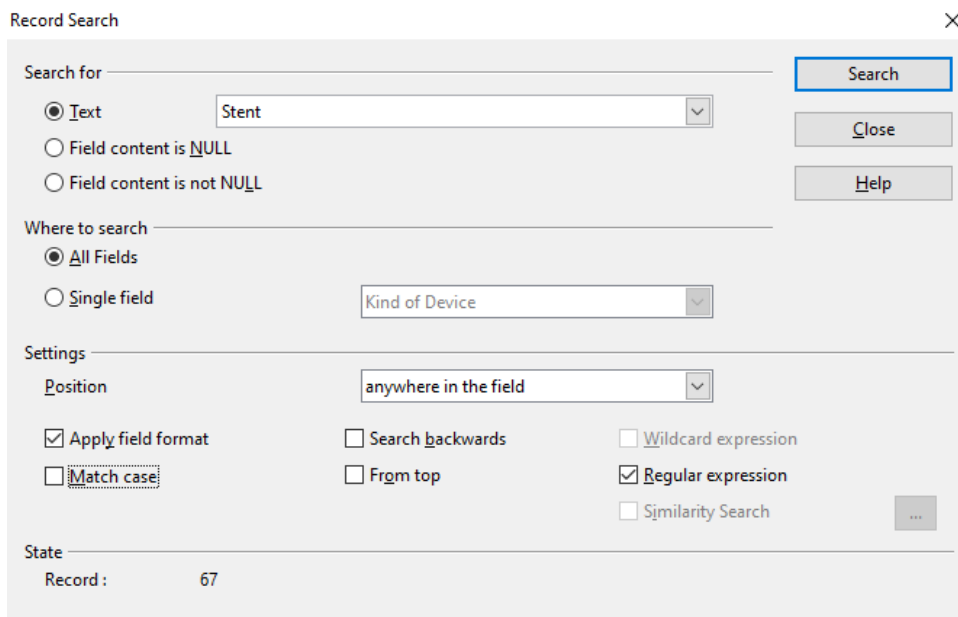 Record Search
Search for
Search
Text Stent
Close
Field content is NULL
Field content is not NULL
Help
Where to search
All Fields
Single field Kind of Device
Settings
Position anywhere in the field
Apply field format Search backwards Wildcard expression
Match case From top Regular expression
Similarity Search ...
State
Record : 67